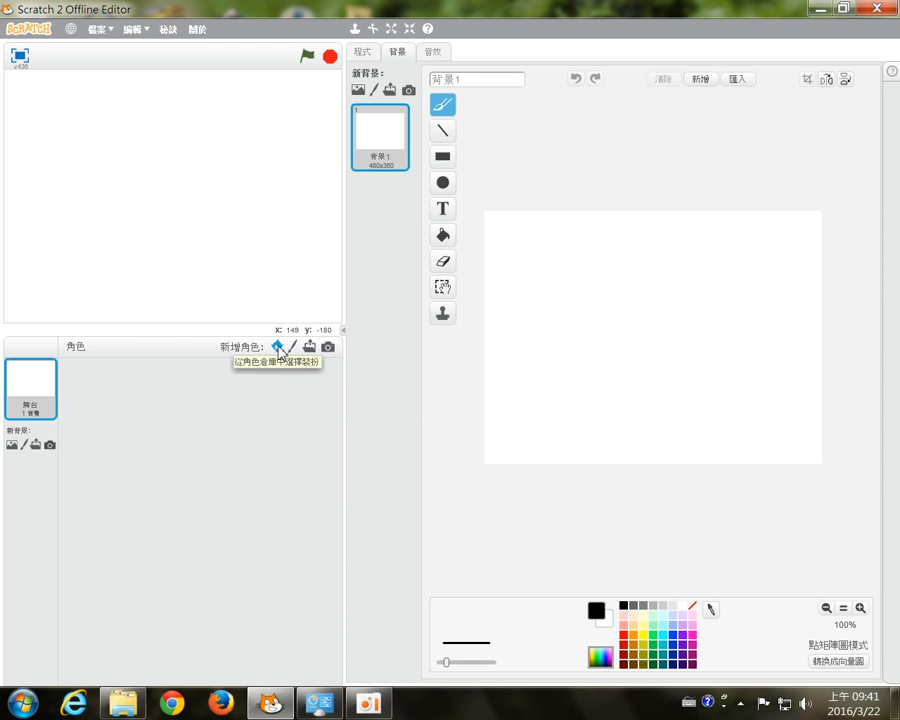 Scratch 2 Offline Editor
SCRATCH 檔案 編輯 秘訣 關於
v436
程式 背景 音效
新背景:
背景1
清除 新增 匯入
1
背景1
480x360
T
x: 149 y: -180
角色 新增角色:
從角色倉庫中選擇裝扮
舞台
1 背景
新背景:
100%
點矩陣圖模式
轉換成向量圖
上午 09:41
2016/3/22